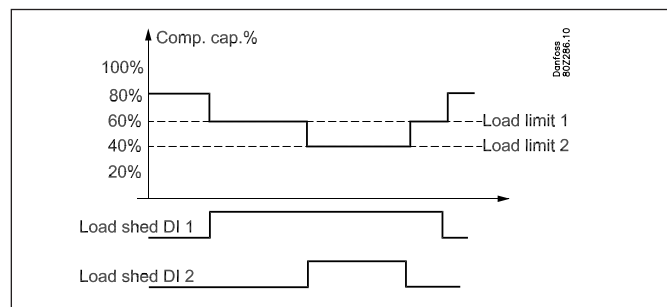 Comp. cap.%
Danfoss
80Z286.10
100%
80%
60%
Load limit 1
40%
Load limit 2
20%
Load shed DI 1
Load shed DI 2